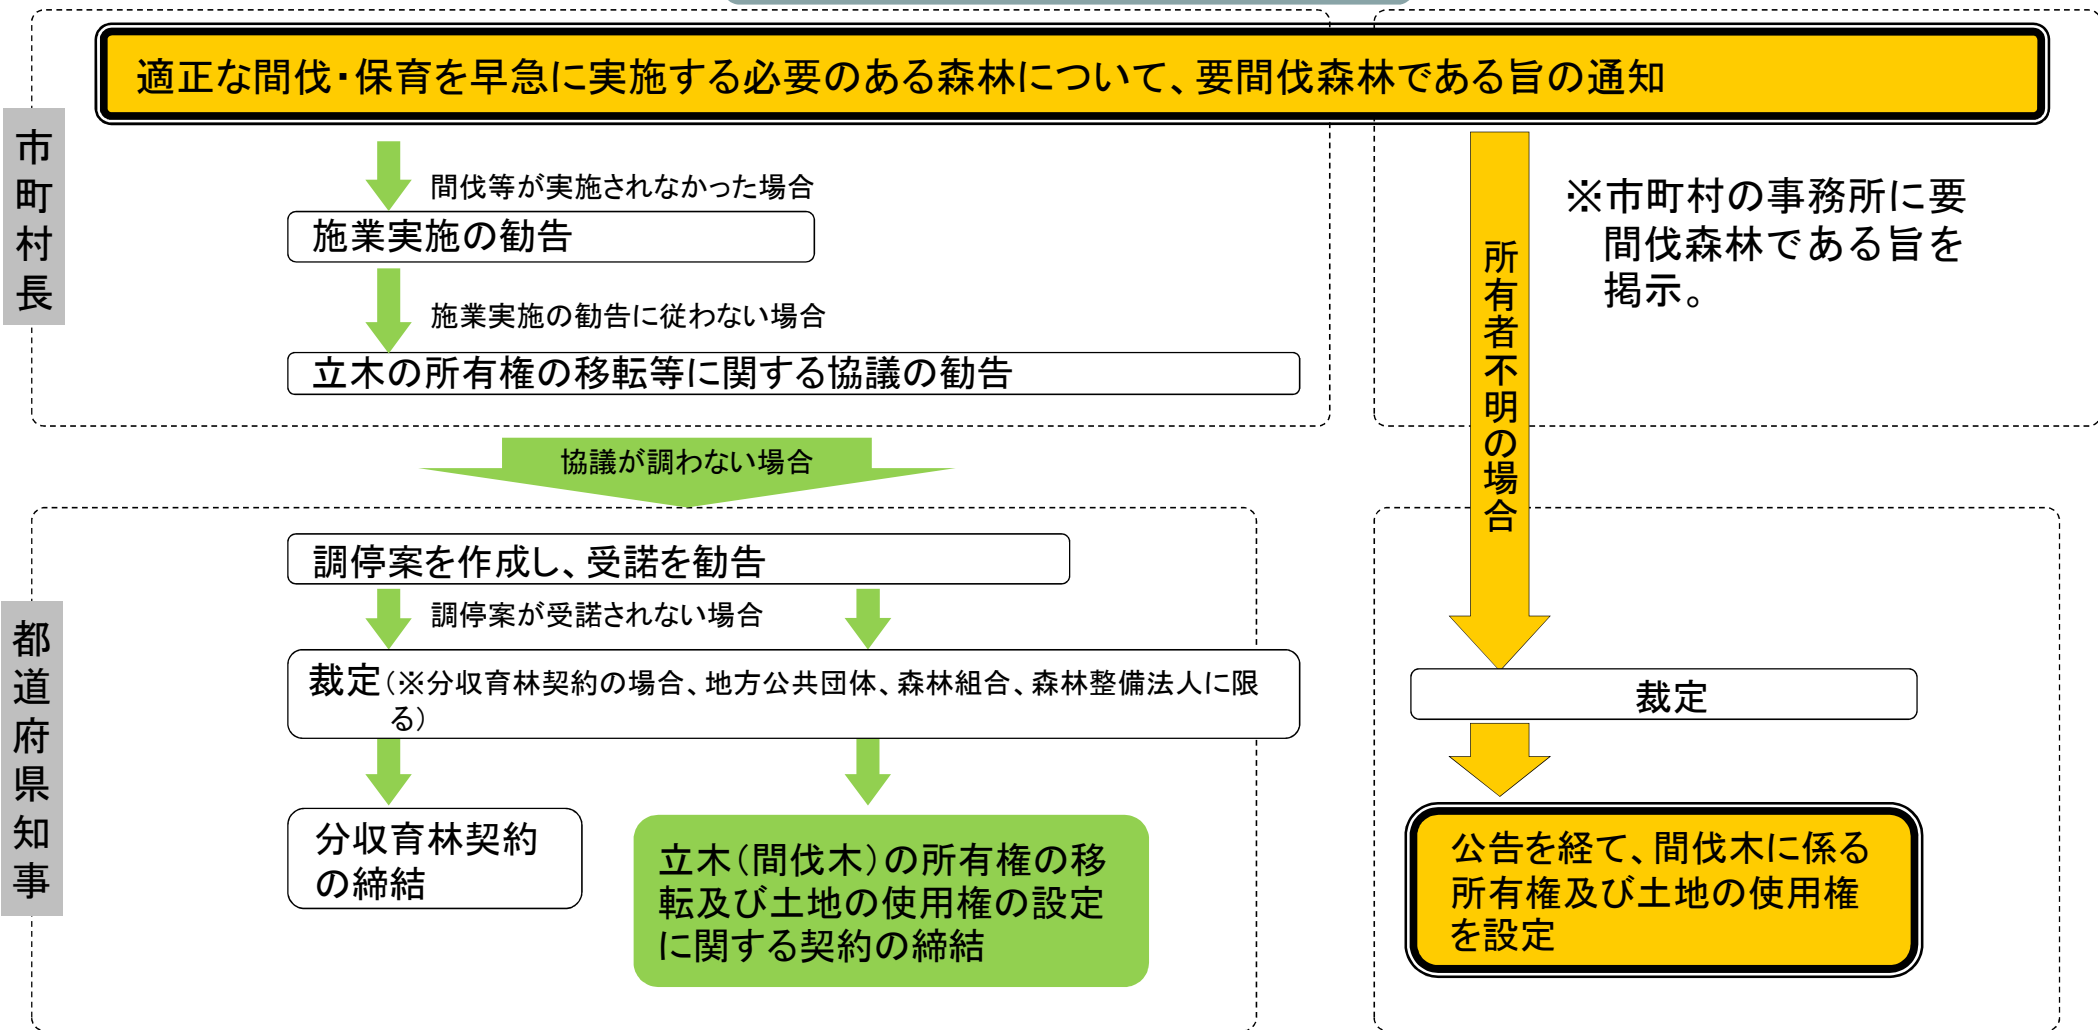 適正な間伐・保育を早急に実施する必要のある森林について、要間伐森林である旨の通知
市町村長
間伐等が実施されなかった場合
施業実施の勧告
施業実施の勧告に従わない場合
立木の所有権の移転等に関する協議の勧告
所有者不明の場合
※市町村の事務所に要
間伐森林である旨を
掲示。
協議が調わない場合
都道府県知事
調停案を作成し、受諾を勧告
調停案が受諾されない場合
裁定(※分収育林契約の場合、地方公共団体、森林組合、森林整備法人に限
る)
分収育林契約
の締結
立木(間伐木)の所有権の移
転及び土地の使用権の設定
に関する契約の締結
裁定
公告を経て、間伐木に係る
所有権及び土地の使用権
を設定